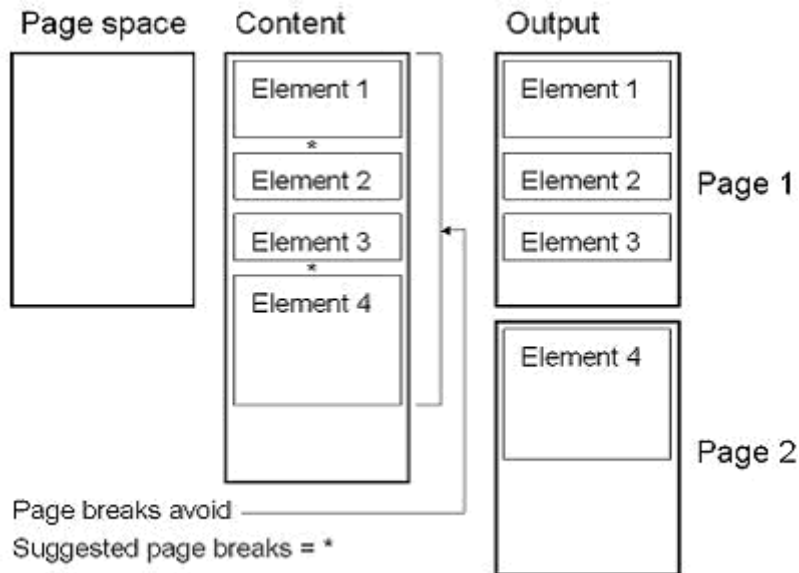 Page space
Content
Output
Element 1
*
Element 2
Element 3
*
Element 4
Element 1
Element 2
Element 3
Page 1
Element 4
Page 2
Page breaks avoid
Suggested page breaks = *